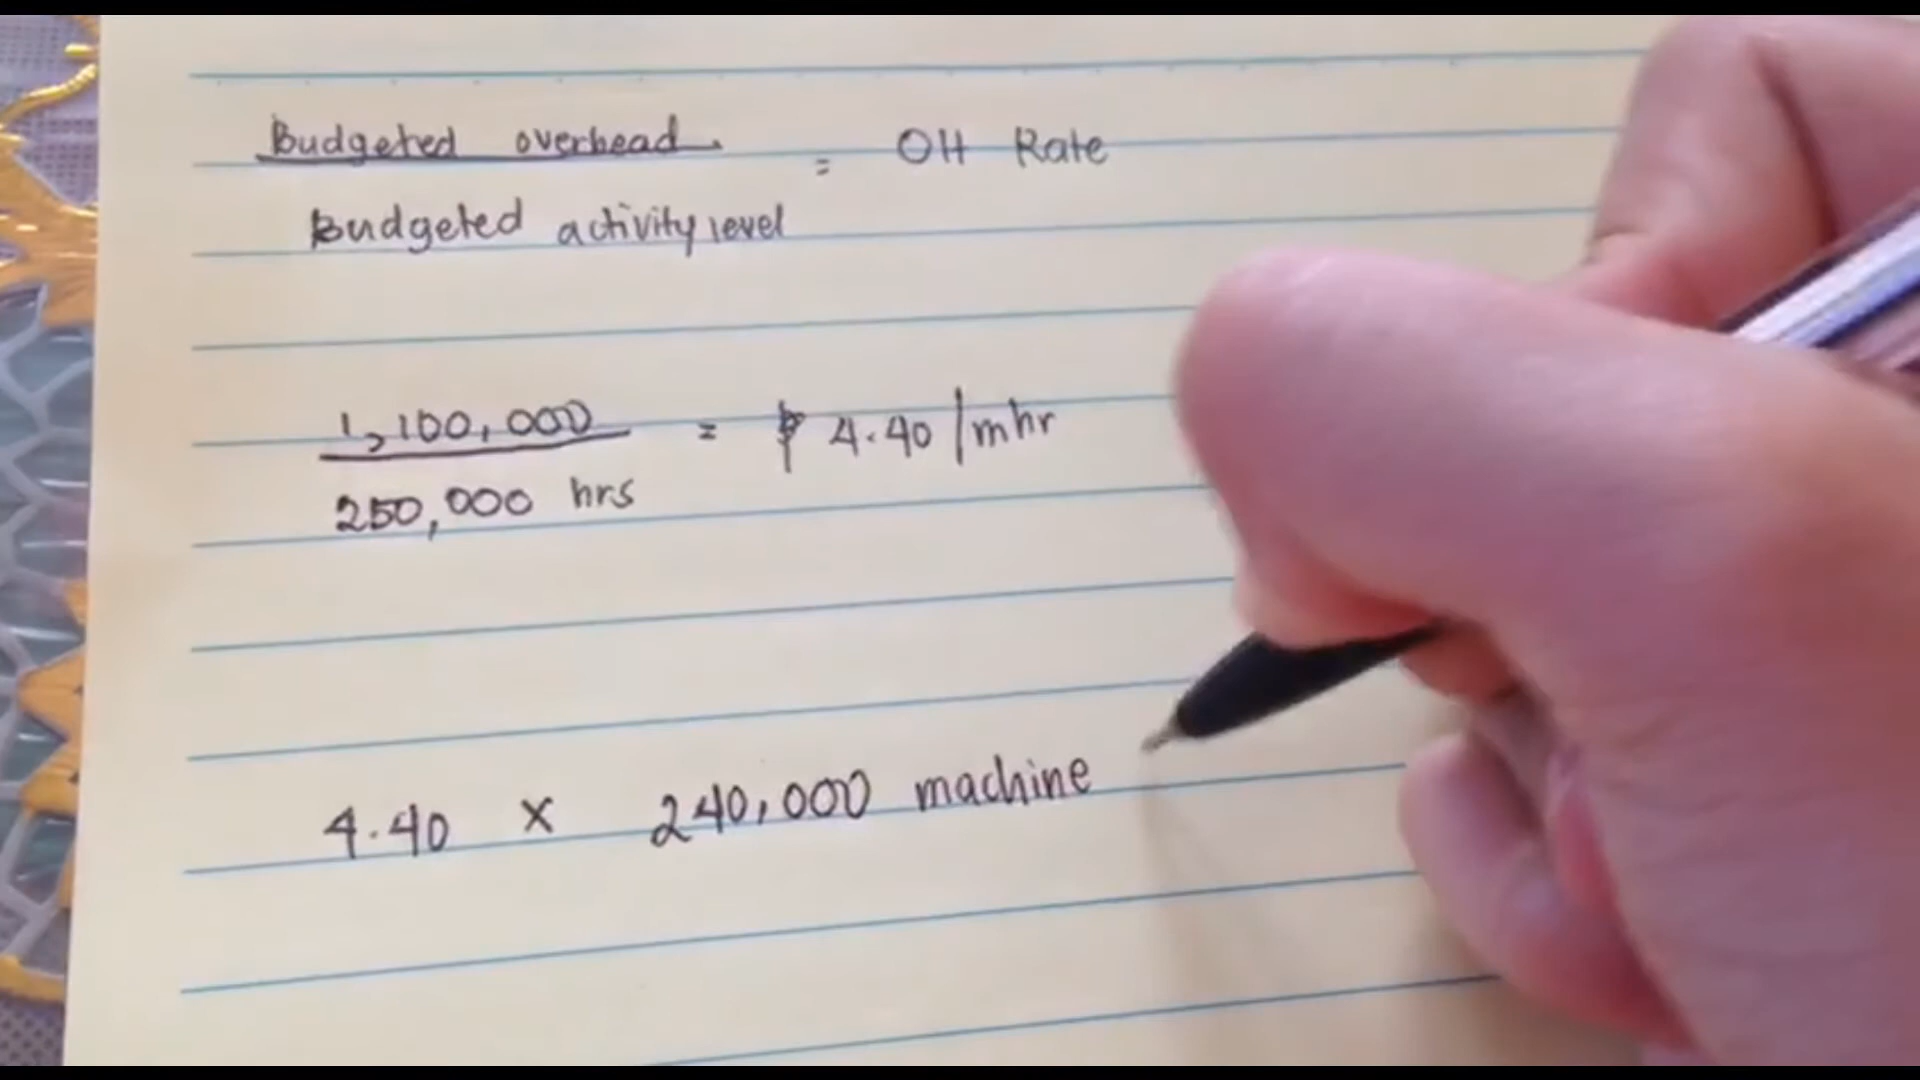 Budgeted overhead = OH Rate
Budgeted activity level
1,100,000 = ₱ 4.40 /mhr
250,000 hrs
4.40 x 240,000 machine